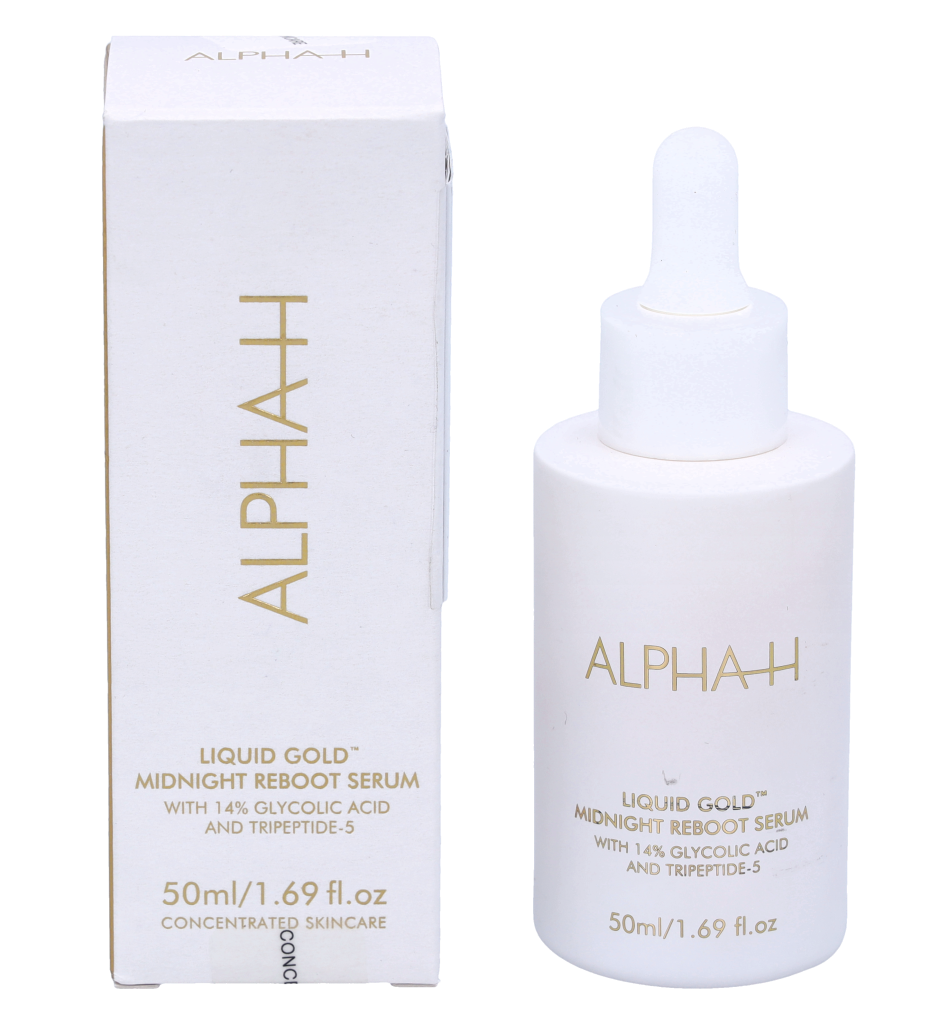 ALPHA-H
ALPHA-H
LIQUID GOLD™
MIDNIGHT REBOOT SERUM
WITH 14% GLYCOLIC ACID
AND TRIPEPTIDE-5
50ml/1.69 fl.oz
CONCENTRATED SKINCARE
ALPHA-H
LIQUID GOLD™
MIDNIGHT REBOOT SERUM
WITH 14% GLYCOLIC ACID
AND TRIPEPTIDE-5
50ml/1.69 fl.oz